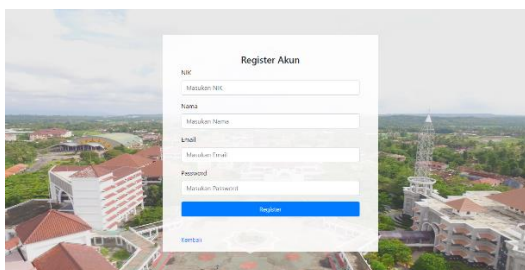 Register Akun
NIK
Masukan NIK
Nama
Masukan Nama
Email
Masukan Email
Password
Masukan Password
Register
Kembali